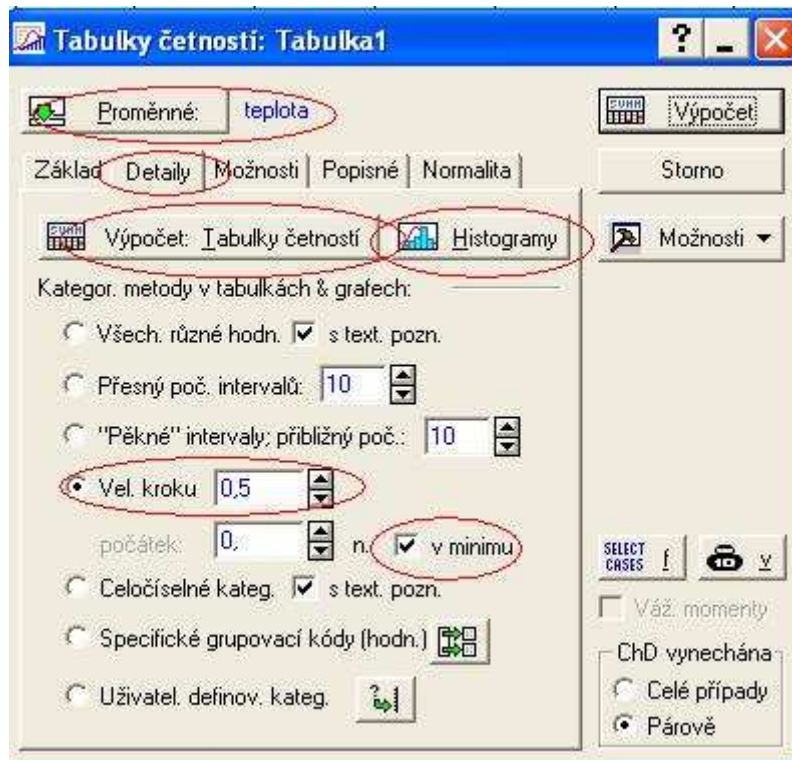 Tabulky četností: Tabulka1
Proměnné: teplota
Výpočet
Základ Detaily Možnosti Popisné Normalita
Storno
Výpočet: Tabulky četností Histogramy
Možnosti
Kategor. metody v tabulkách & grafech:
Všech. různé hodn. s text. pozn.
Přesný poč. intervalů: 10
"Pěkné" intervaly; přibližný poč.: 10
Vel. kroku 0,5
počátek: 0, n. v minimu
SELECT CASES f v
Celočíselné kateg. s text. pozn.
Váž. momenty
Specifické grupovací kódy (hodn.)
ChD vynechána
Uživatel. definov. kateg.
Celé případy
Párově